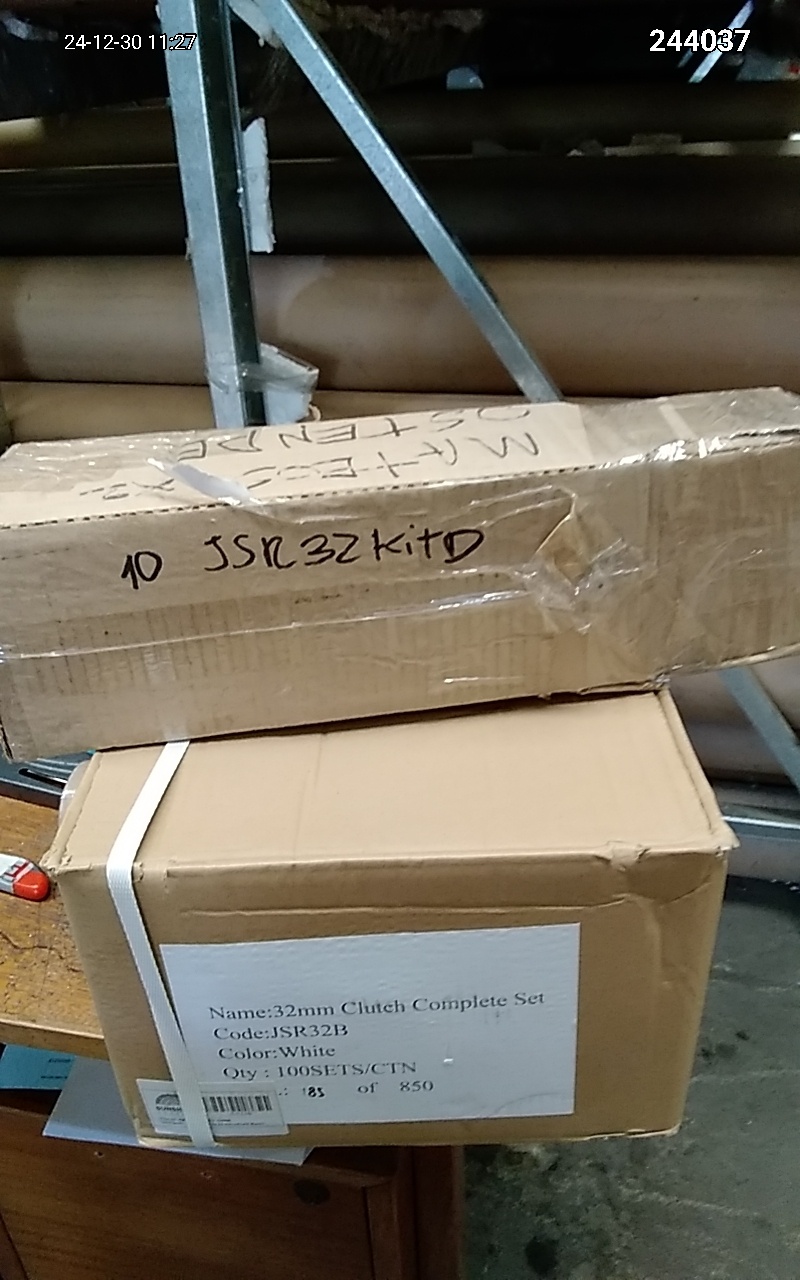 24-12-30 11:27
244037
OSTENDE
10 JSR32KitD
Name:32mm Clutch Complete Set
Code:JSR32B
Color:White
Qty : 100SETS/CTN
.: 85 of 850